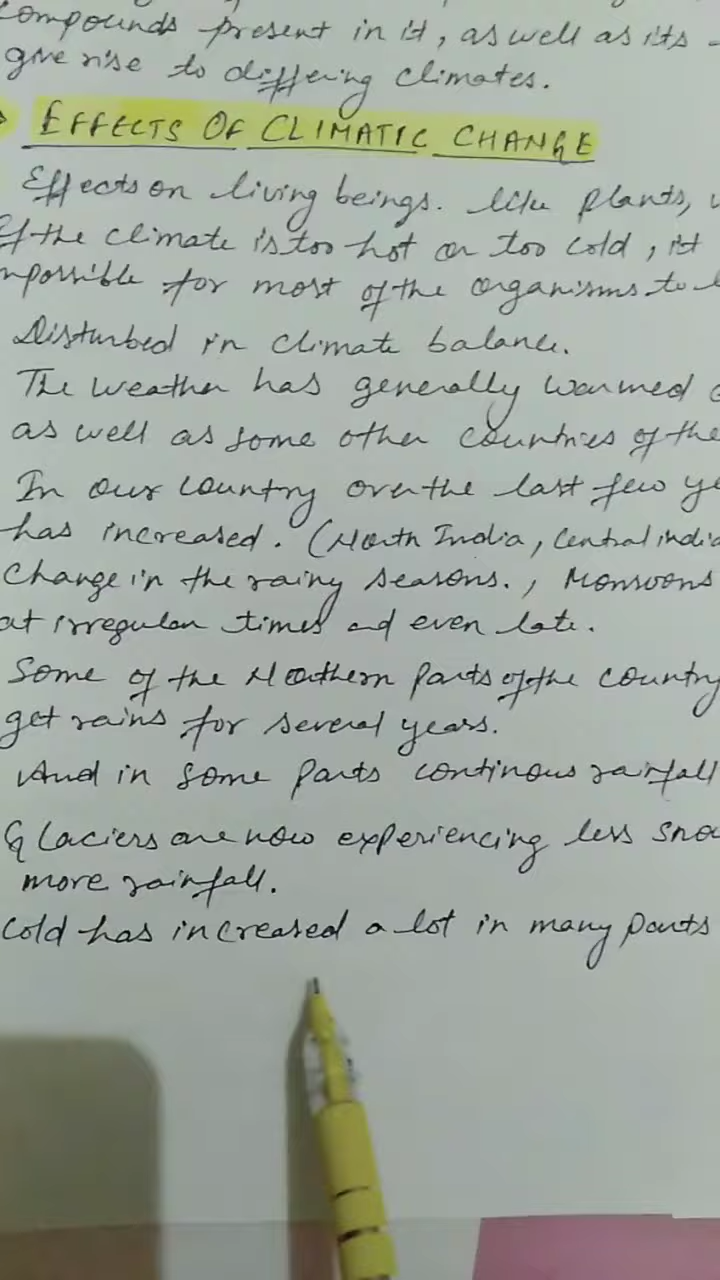 compounds present in it, as well as its
give rise to differing climates.
EFFECTS OF CLIMATIC CHANGE
Effects on living beings. like plants,
If the climate is too hot or too cold, it
mpossible for most of the organisms to
Disturbed in climate balance.
The weather has generally warmed
as well as some other countries of the
In our country over the last few ye
has increased. (North India, Central india
Change in the rainy seasons., Monsoons
at irregular times and even late.
Some of the Northern parts of the country
get rains for several years.
And in some parts continous rainfall
Glaciers are now experiencing less sno
more rainfall.
Cold has increased a lot in many parts